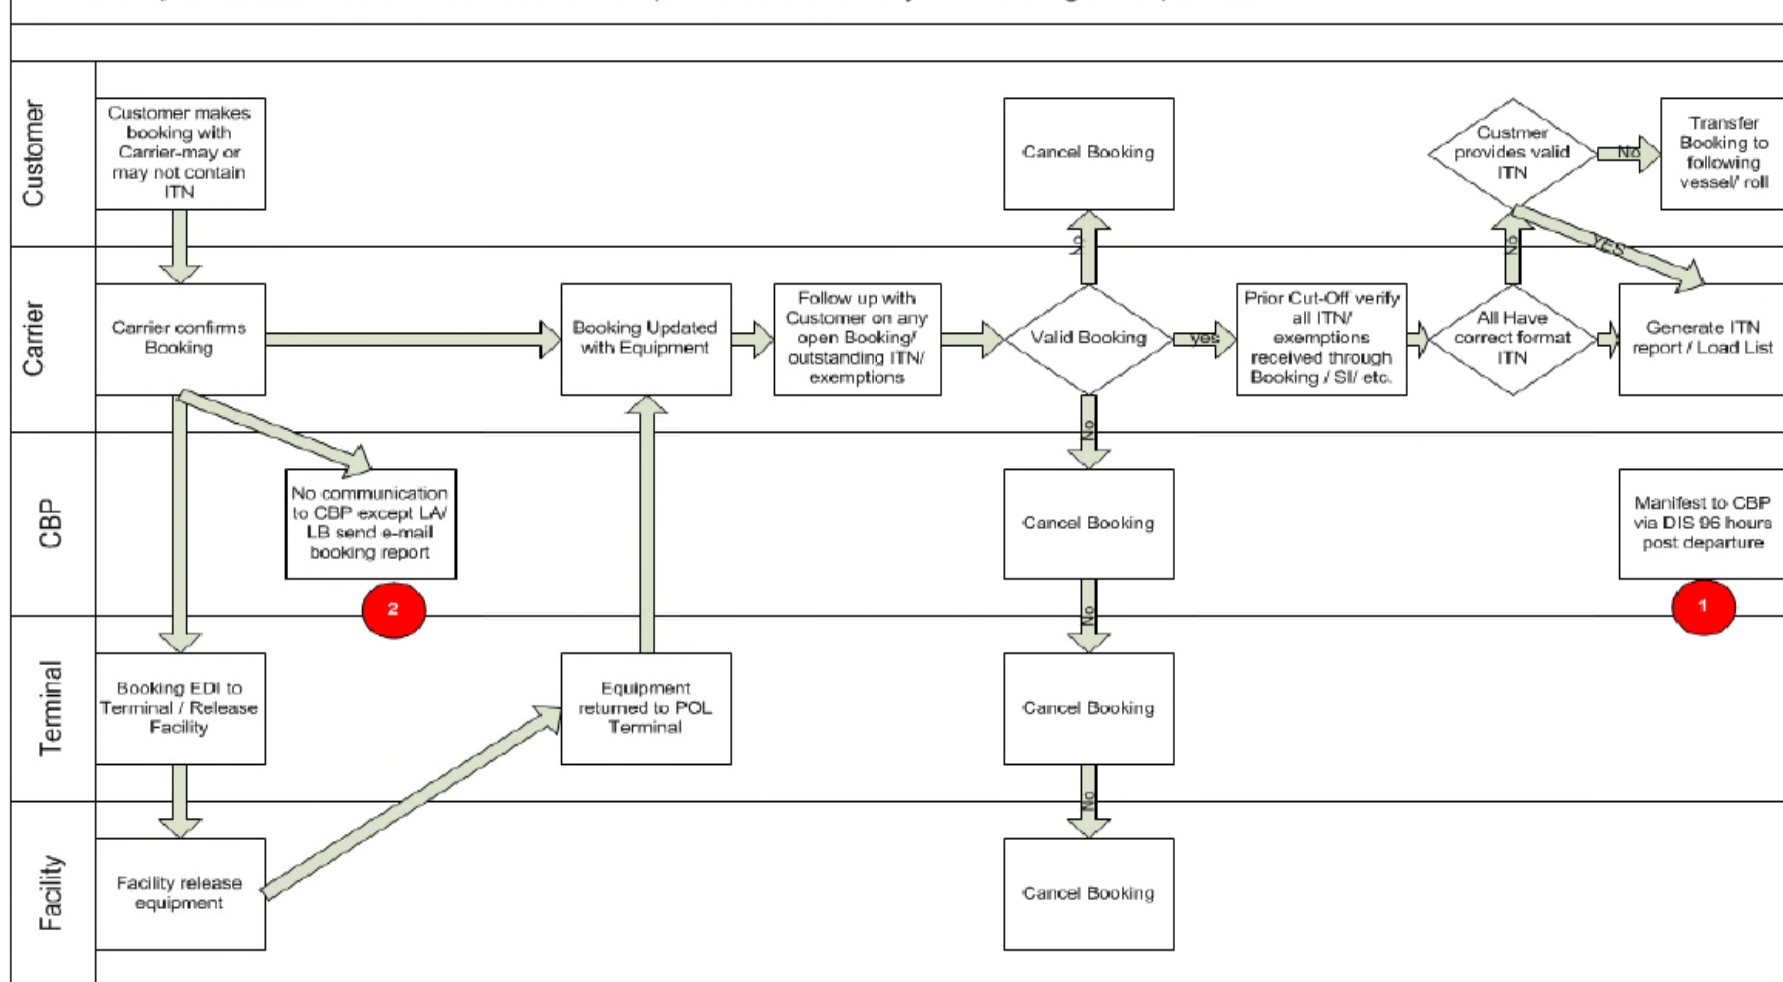 Customer
Customer makes
booking with
Carrier-may or
may not contain
ITN
Cancel Booking
Custmer
provides valid
ITN
No
Transfer
Booking to
following
vessel/ roll
No
No
YES
Carrier
Carrier confirms
Booking
Booking Updated
with Equipment
Follow up with
Customer on any
open Booking/
outstanding ITN/
exemptions
Valid Booking
yes
Prior Cut-Off verify
all ITN/
exemptions
received through
Booking / SI/ etc.
All Have
correct format
ITN
Generate ITN
report / Load List
No
CBP
No communication
to CBP except LA/
LB send e-mail
booking report
2
Cancel Booking
Manifest to CBP
via DIS 96 hours
post departure
1
No
Terminal
Booking EDI to
Terminal / Release
Facility
Equipment
returned to POL
Terminal
Cancel Booking
No
Facility
Facility release
equipment
Cancel Booking